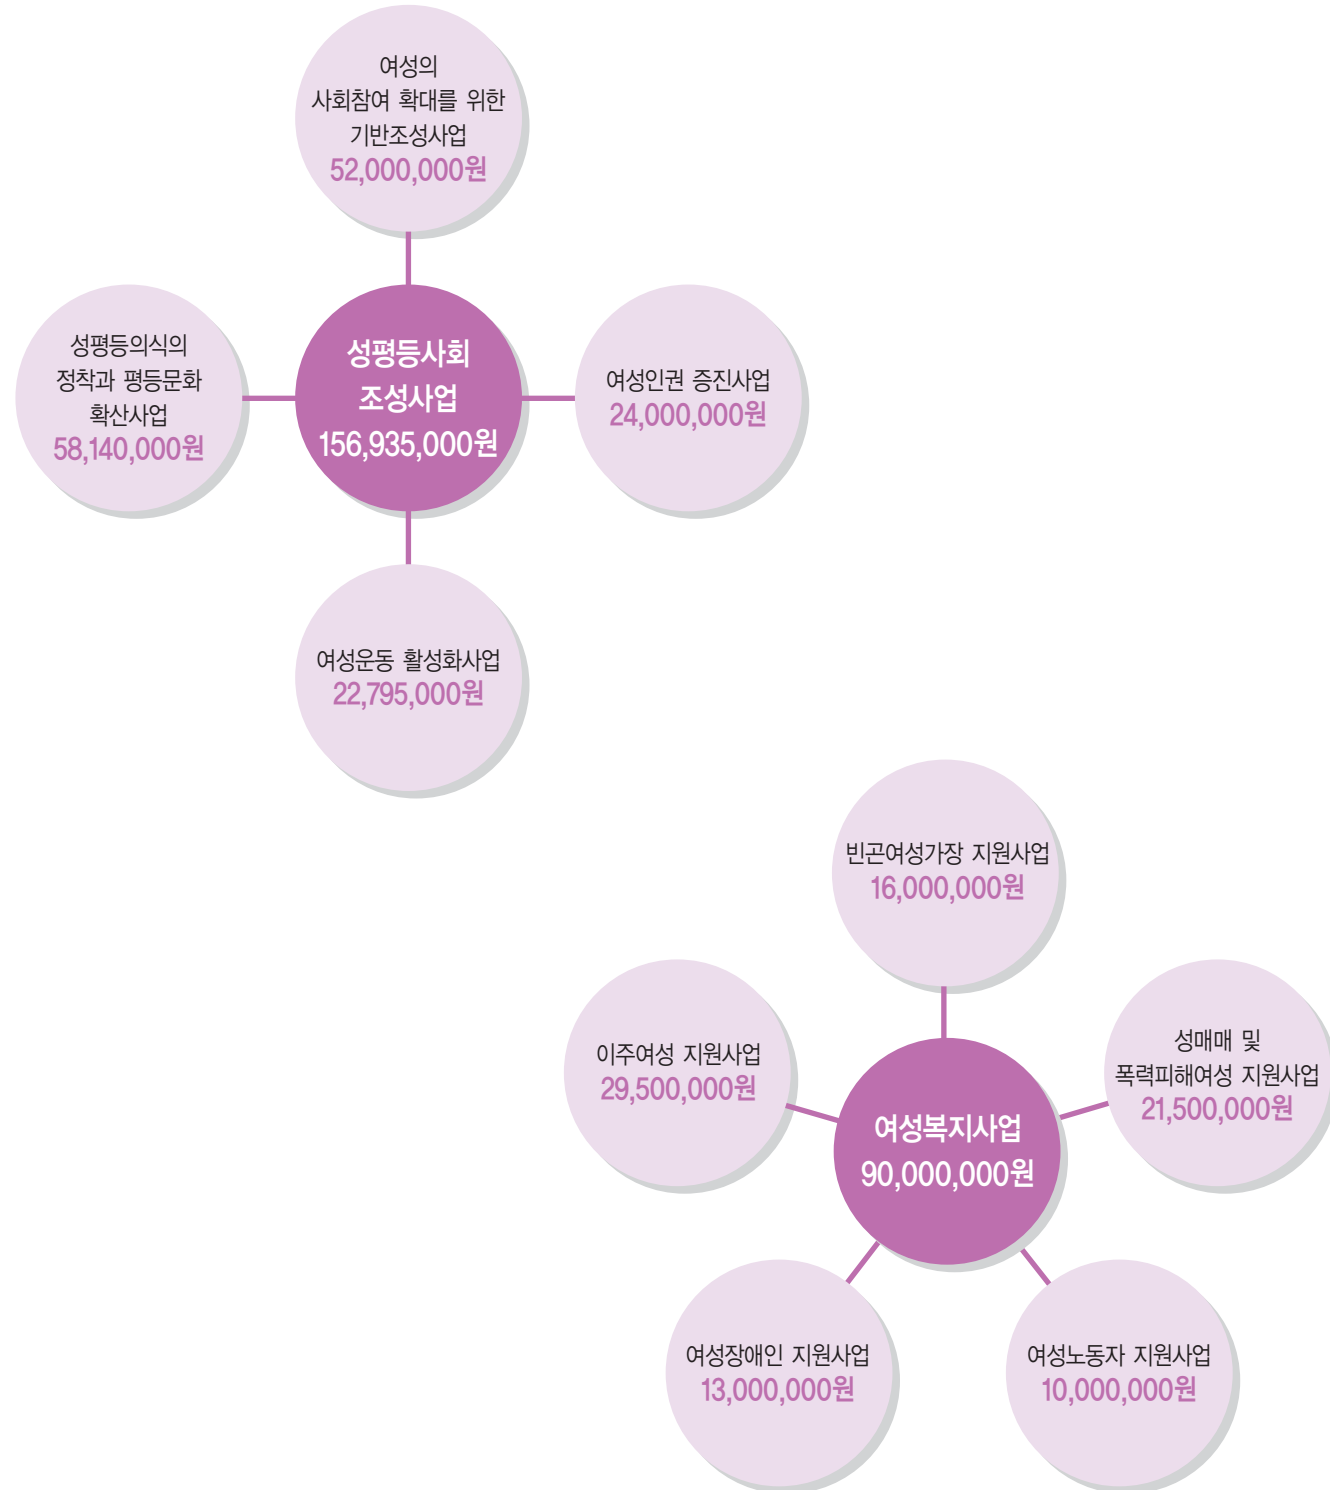 여성의
사회참여 확대를 위한
기반조성사업
52,000,000원
성평등의식의
정착과 평등문화
확산사업
58,140,000원
성평등사회
조성사업
156,935,000원
여성인권 증진사업
24,000,000원
여성운동 활성화사업
22,795,000원
빈곤여성가장 지원사업
16,000,000원
이주여성 지원사업
29,500,000원
성매매 및
폭력피해여성 지원사업
21,500,000원
여성복지사업
90,000,000원
여성장애인 지원사업
13,000,000원
여성노동자 지원사업
10,000,000원